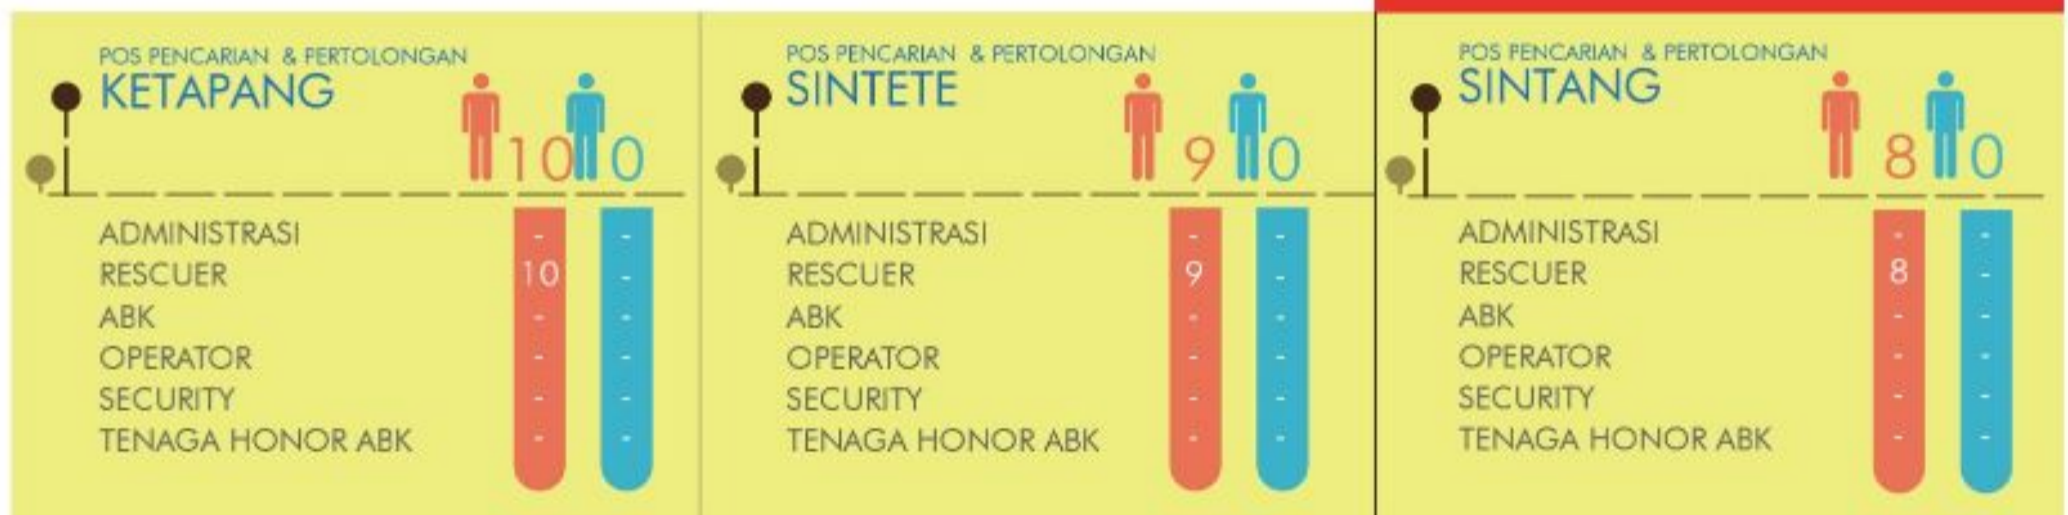 POS PENCARIAN & PERTOLONGAN
KETAPANG
10 0
ADMINISTRASI - -
RESCUER 10 -
ABK - -
OPERATOR - -
SECURITY - -
TENAGA HONOR ABK - -
POS PENCARIAN & PERTOLONGAN
SINTETE
9 0
ADMINISTRASI - -
RESCUER 9 -
ABK - -
OPERATOR - -
SECURITY - -
TENAGA HONOR ABK - -
POS PENCARIAN & PERTOLONGAN
SINTANG
8 0
ADMINISTRASI - -
RESCUER 8 -
ABK - -
OPERATOR - -
SECURITY - -
TENAGA HONOR ABK - -